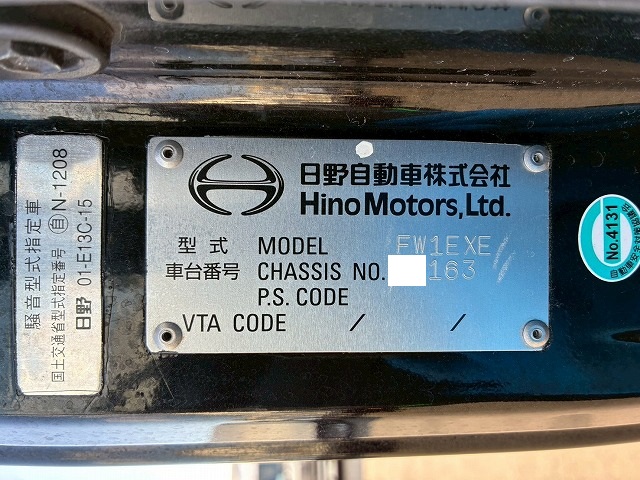 騒音型式指定車
国土交通省型式指定番号 自 N-1208
日野 01-E13C-15
日野自動車株式会社
Hino Motors, Ltd.
型式 MODEL FW1EXE
車台番号 CHASSIS NO. 163
P.S. CODE
VTA CODE / /
No.4131